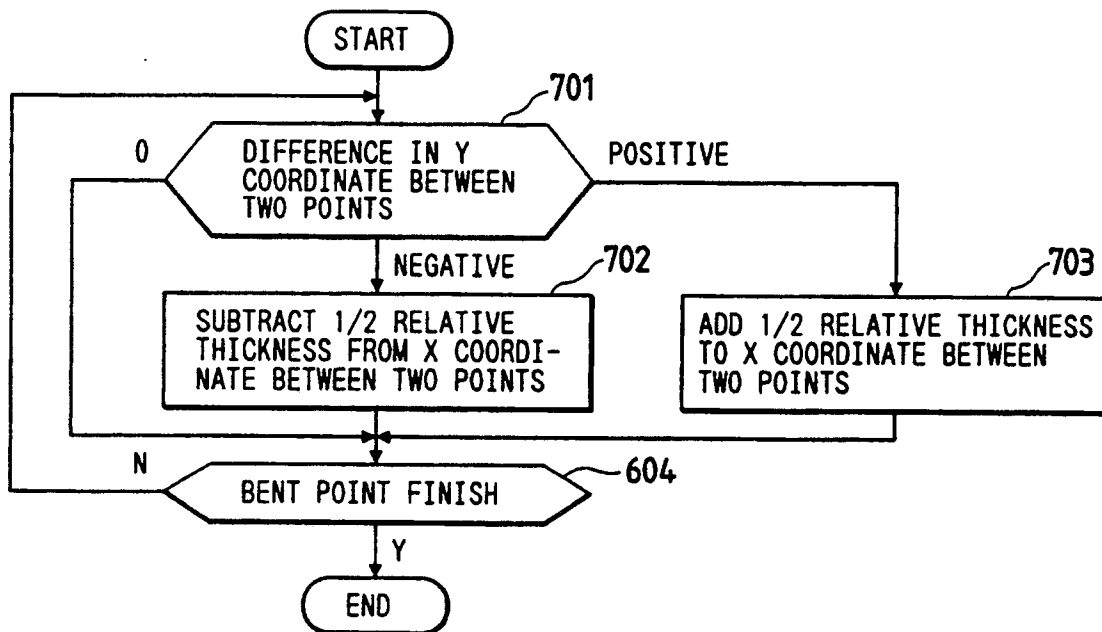 START
701
0
DIFFERENCE IN Y
COORDINATE BETWEEN
TWO POINTS
POSITIVE
NEGATIVE
702
SUBTRACT 1/2 RELATIVE
THICKNESS FROM X COORDI-
NATE BETWEEN TWO POINTS
703
ADD 1/2 RELATIVE THICKNESS
TO X COORDINATE BETWEEN
TWO POINTS
N
604
BENT POINT FINISH
Y
END